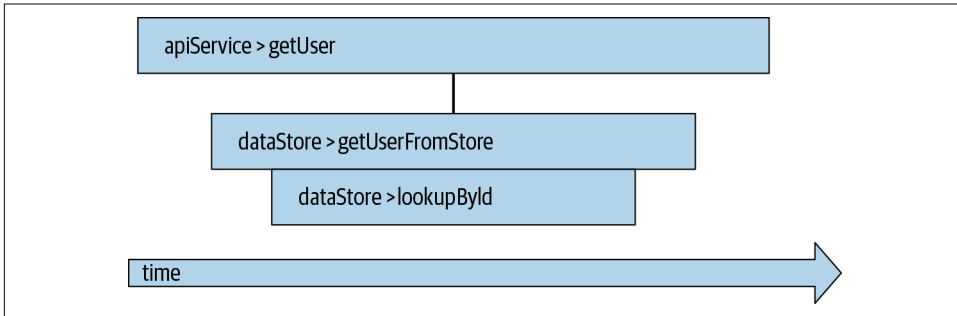 apiService > getUser
dataStore > getUserFromStore
dataStore >lookupById
time